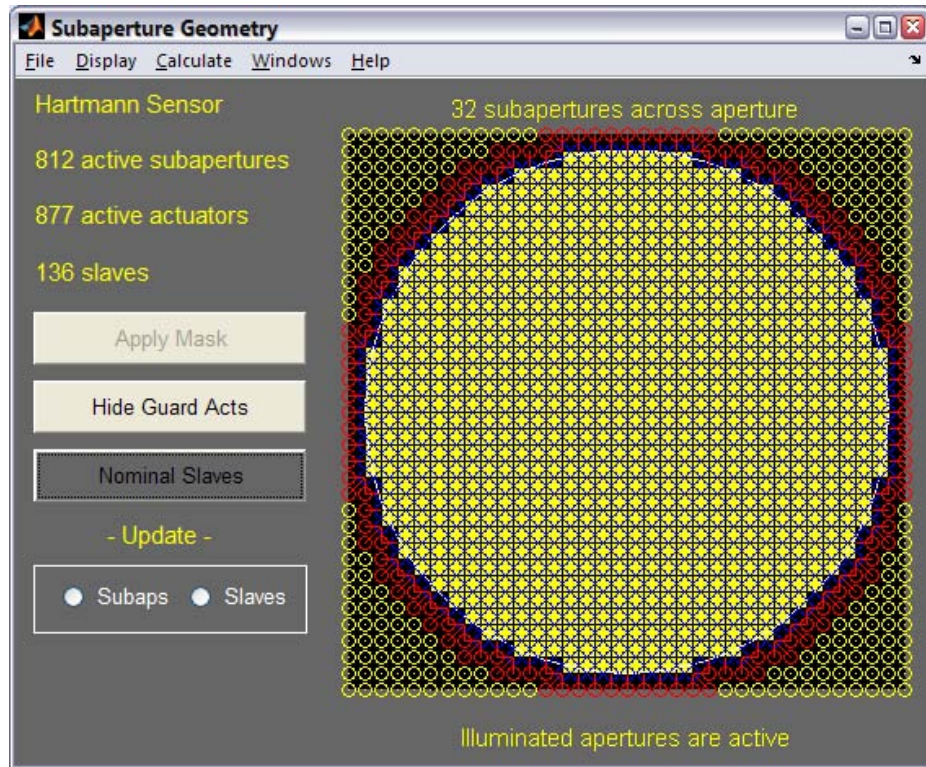 Subaperture Geometry
File Display Calculate Windows Help
Hartmann Sensor
32 subapertures across aperture
812 active subapertures
877 active actuators
136 slaves
Apply Mask
Hide Guard Acts
Nominal Slaves
- Update -
Subaps Slaves
Illuminated apertures are active